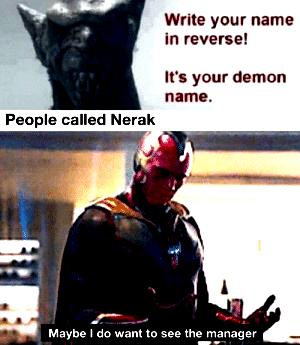 Write your name
in reverse!
It's your demon
name.
People called Nerak
Maybe I do want to see the manager